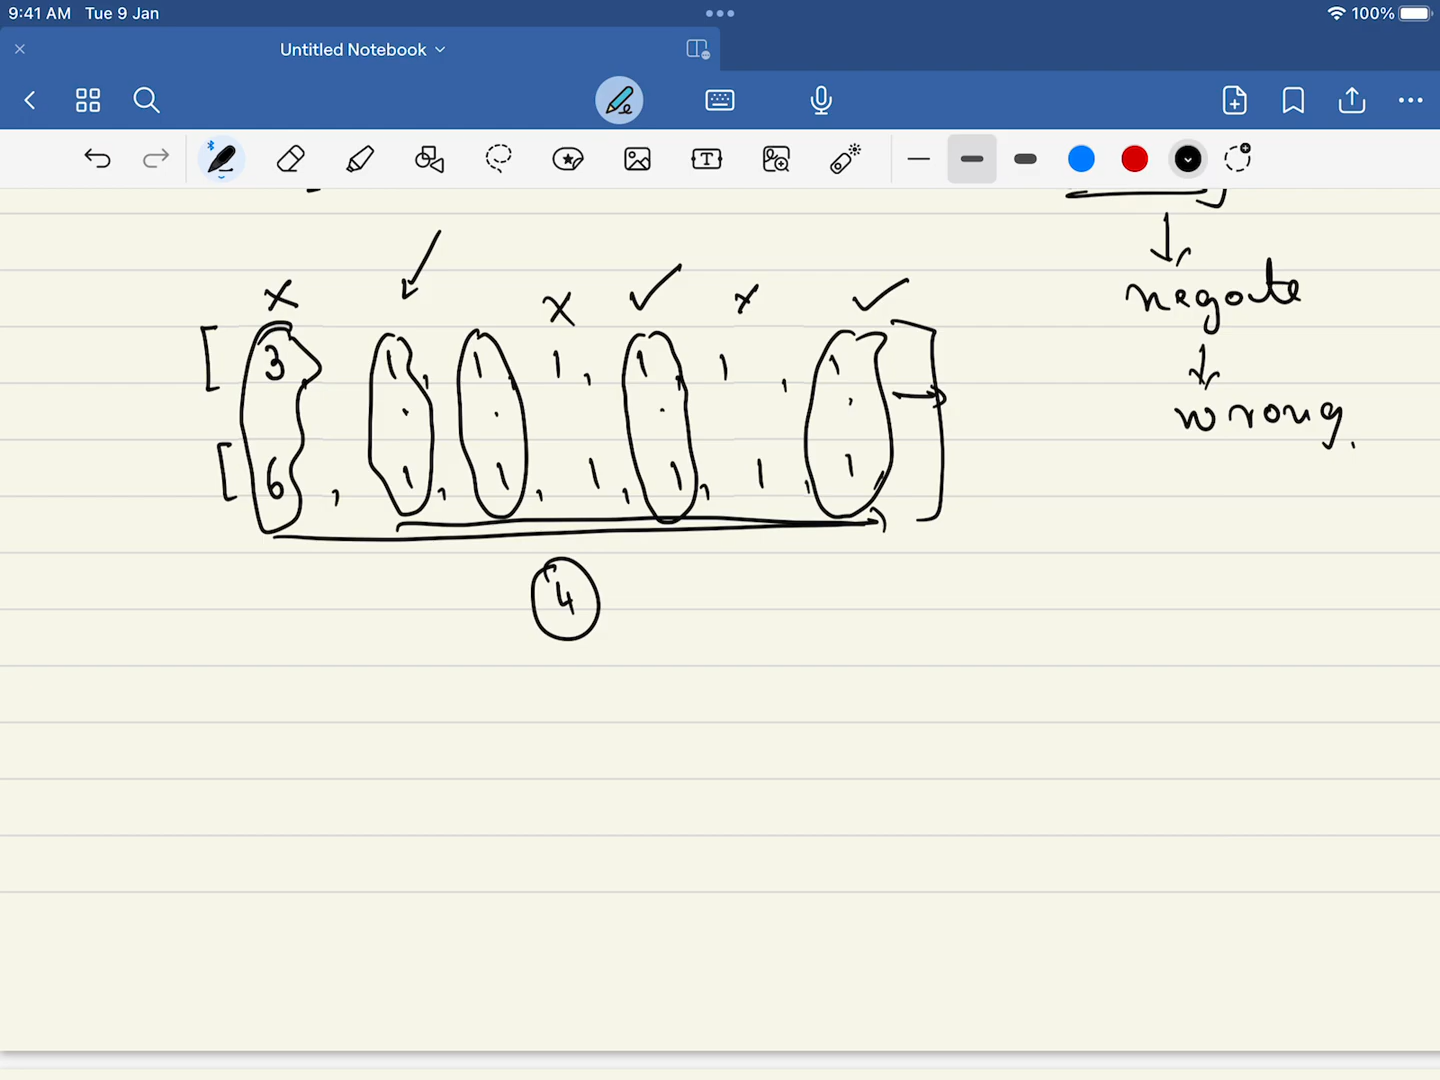 9:41 AM Tue 9 Jan
100%
Untitled Notebook
negate
wrong.
x x ✓ x ✓
[ 3 1, 1, 1, 1, 1, 1 ]
[ 6, 1, 1, 1, 1, 1, 1
4